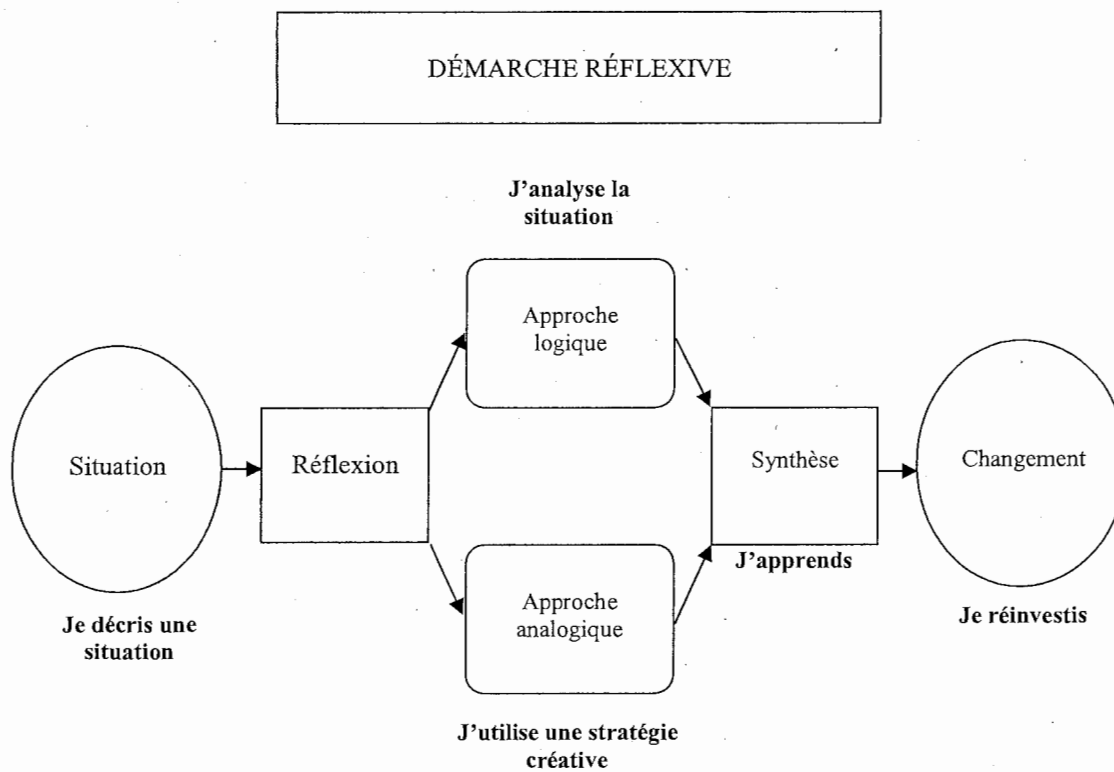 DÉMARCHE RÉFLEXIVE
J'analyse la
situation
Approche
logique
Situation
Réflexion
Synthèse
Changement
J'apprends
Je décris une
situation
Approche
analogique
Je réinvestis
J'utilise une stratégie
créative